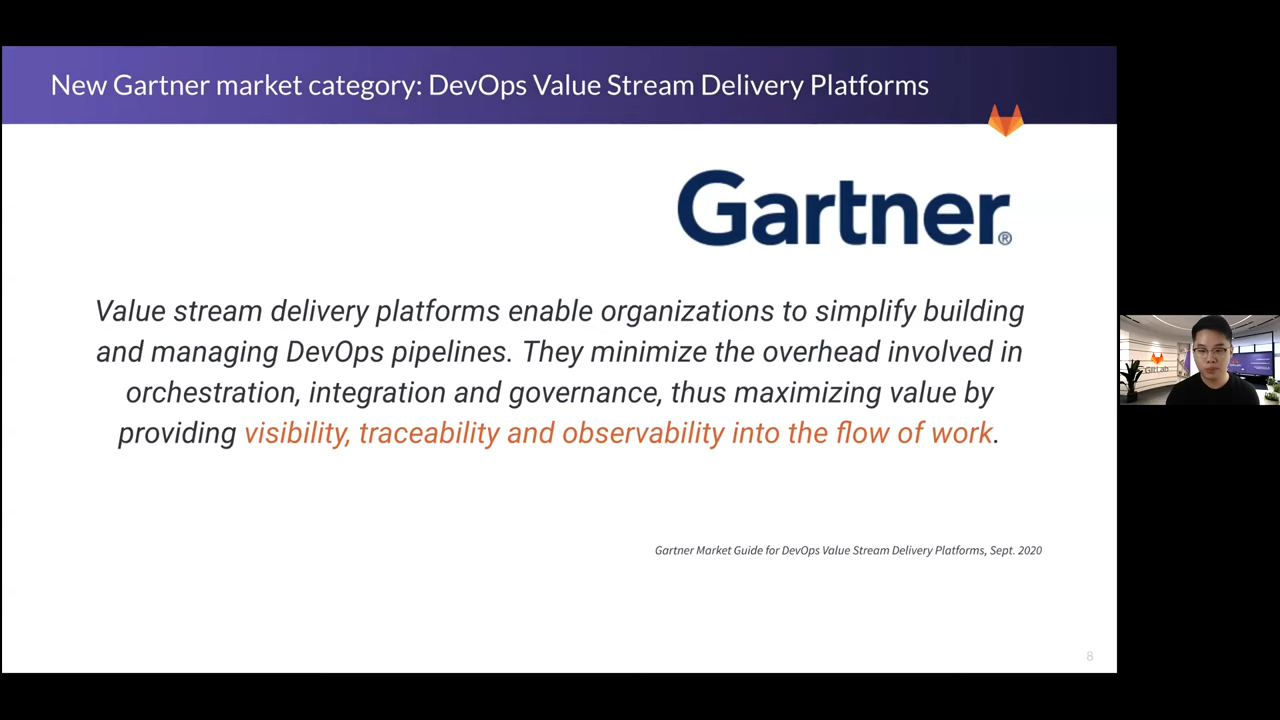 New Gartner market category: DevOps Value Stream Delivery Platforms
Gartner®
Value stream delivery platforms enable organizations to simplify building
and managing DevOps pipelines. They minimize the overhead involved in
orchestration, integration and governance, thus maximizing value by
providing visibility, traceability and observability into the flow of work.
GitLab
Gartner Market Guide for DevOps Value Stream Delivery Platforms, Sept. 2020
8